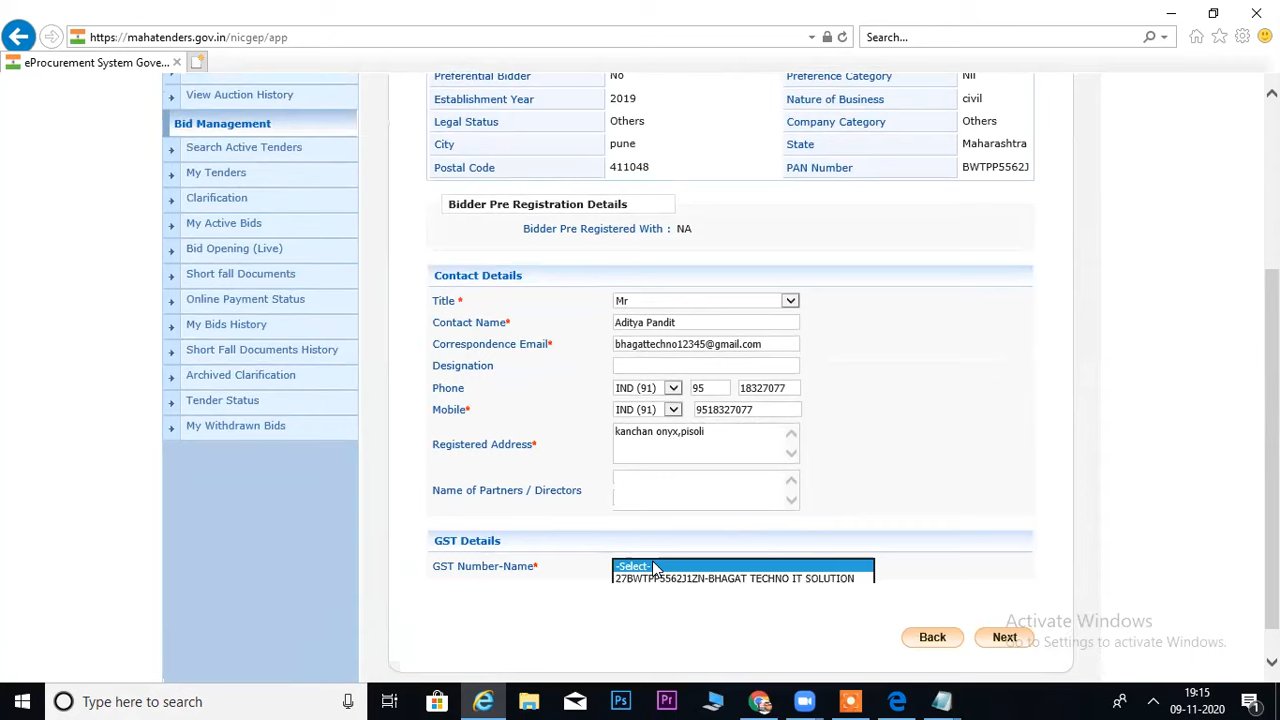 https://mahatenders.gov.in/nicgep/app
Search...
eProcurement System Gove...
View Auction History
Bid Management
Search Active Tenders
My Tenders
Clarification
My Active Bids
Bid Opening (Live)
Short fall Documents
Online Payment Status
My Bids History
Short Fall Documents History
Archived Clarification
Tender Status
My Withdrawn Bids
Preferential Bidder No Preference Category Nil
Establishment Year 2019 Nature of Business civil
Legal Status Others Company Category Others
City pune State Maharashtra
Postal Code 411048 PAN Number BWTPP5562J
Bidder Pre Registration Details
Bidder Pre Registered With : NA
Contact Details
Title * Mr
Contact Name* Aditya Pandit
Correspondence Email* bhagattechno12345@gmail.com
Designation
Phone IND (91) 95 18327077
Mobile* IND (91) 9518327077
Registered Address* kanchan onyx,pisoli
Name of Partners / Directors
GST Details
GST Number-Name* -Select-
27BWTPP5562J1ZN-BHAGAT TECHNO IT SOLUTION
Back Next
Activate Windows
Go to Settings to activate Windows.
Type here to search
Ps
Pr
19:15
09-11-2020